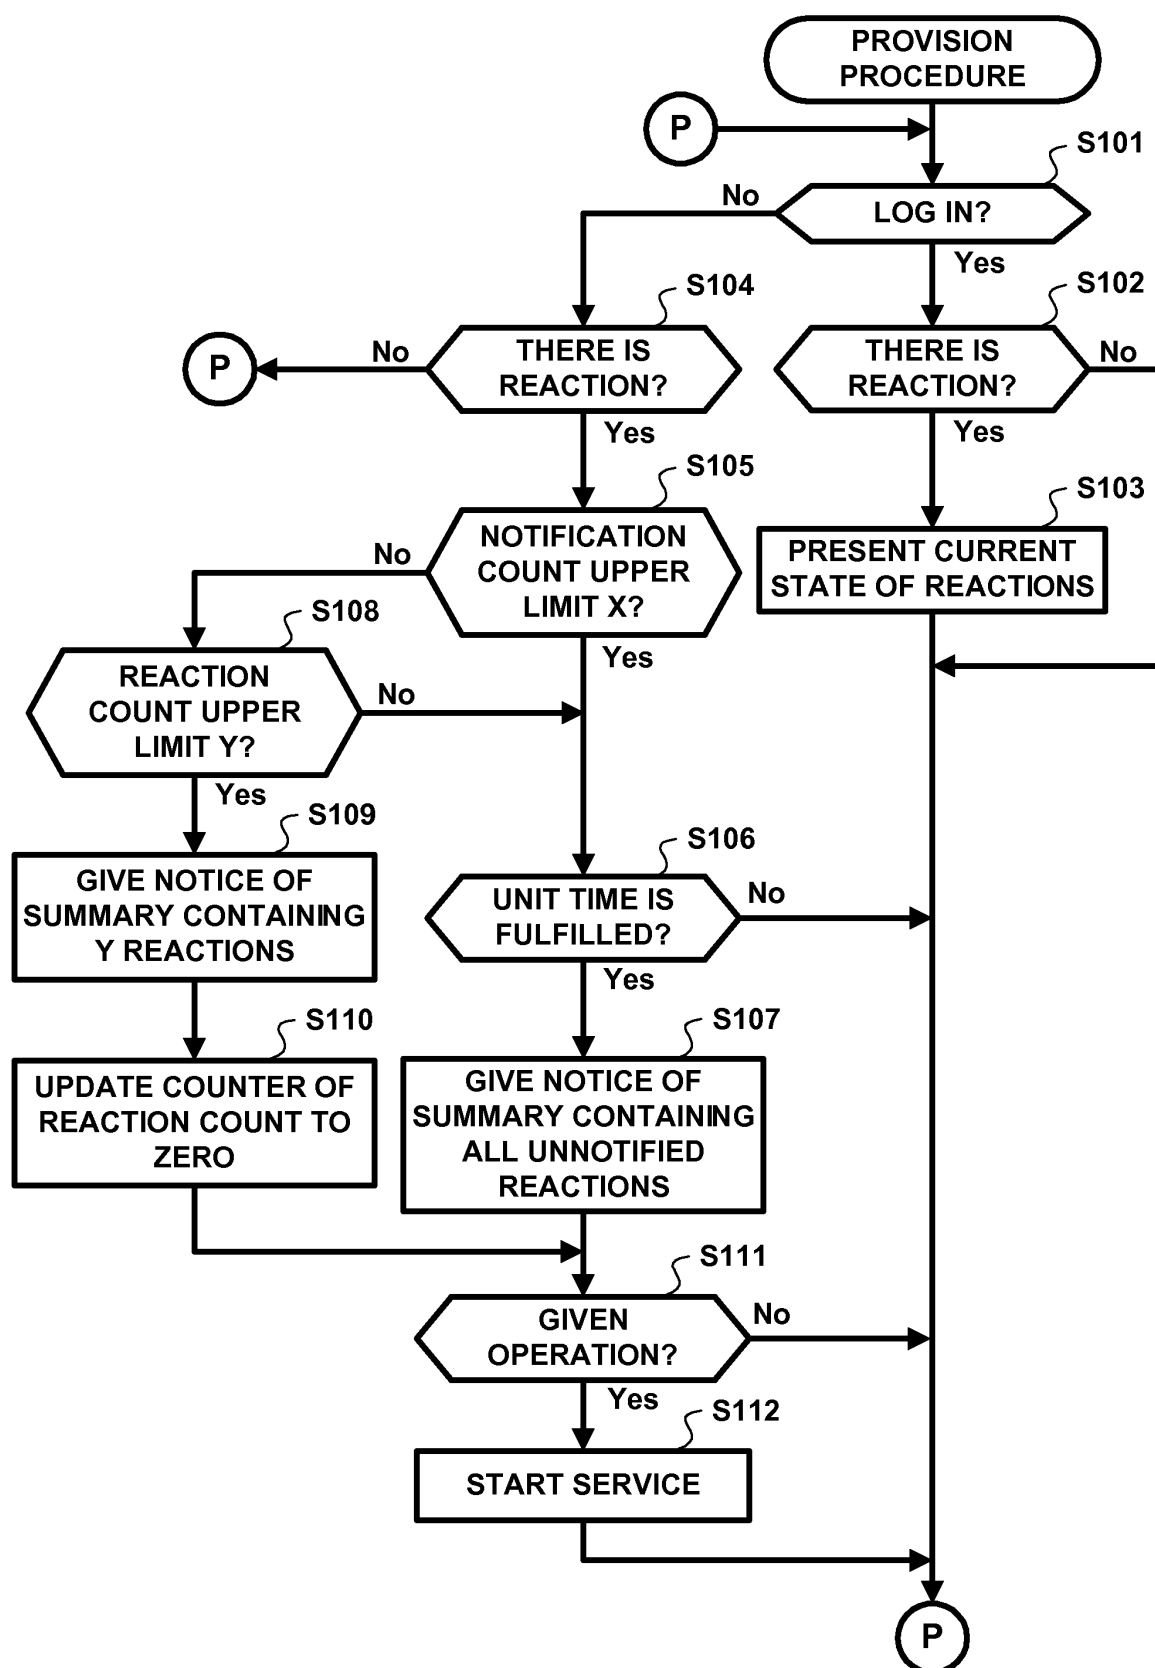 PROVISION
PROCEDURE
P
S101
No
LOG IN?
Yes
S104
S102
P
No
THERE IS
REACTION?
THERE IS
REACTION?
No
Yes
Yes
S105
S103
No
NOTIFICATION
COUNT UPPER
LIMIT X?
PRESENT CURRENT
STATE OF REACTIONS
S108
Yes
REACTION
COUNT UPPER
LIMIT Y?
No
Yes
S109
S106
GIVE NOTICE OF
SUMMARY CONTAINING
Y REACTIONS
UNIT TIME IS
FULFILLED?
No
Yes
S110
S107
UPDATE COUNTER OF
REACTION COUNT TO
ZERO
GIVE NOTICE OF
SUMMARY CONTAINING
ALL UNNOTIFIED
REACTIONS
S111
GIVEN
OPERATION?
No
Yes
S112
START SERVICE
P